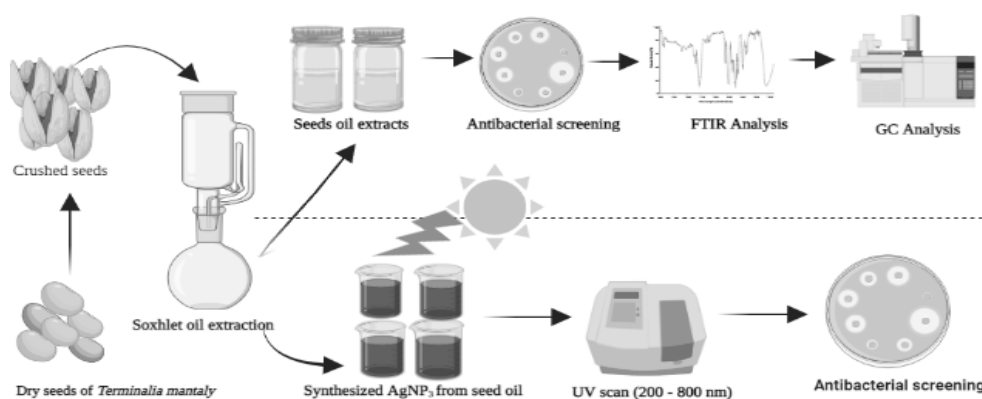 Seeds oil extracts
Antibacterial screening
FTIR Analysis
GC Analysis
Crushed seeds
Soxhlet oil extraction
Dry seeds of Terminalia mantaly
Synthesized AgNP₃ from seed oil
UV scan (200 - 800 nm)
Antibacterial screening